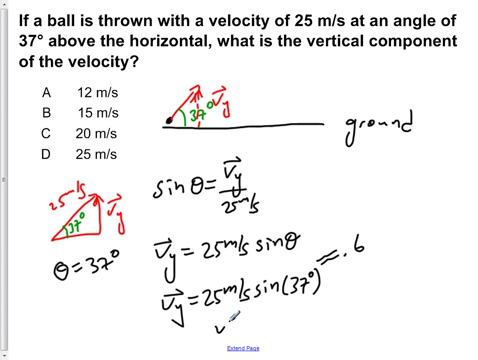 If a ball is thrown with a velocity of 25 m/s at an angle of
37° above the horizontal, what is the vertical component
of the velocity?
A 12 m/s
B 15 m/s
C 20 m/s
D 25 m/s
37° Vy
ground
25 m/s
37° Vy
θ = 37°
sin θ = Vy / 25 m/s
Vy = 25 m/s sin θ
≈ .6
Vy = 25 m/s sin (37°)
Extend Page